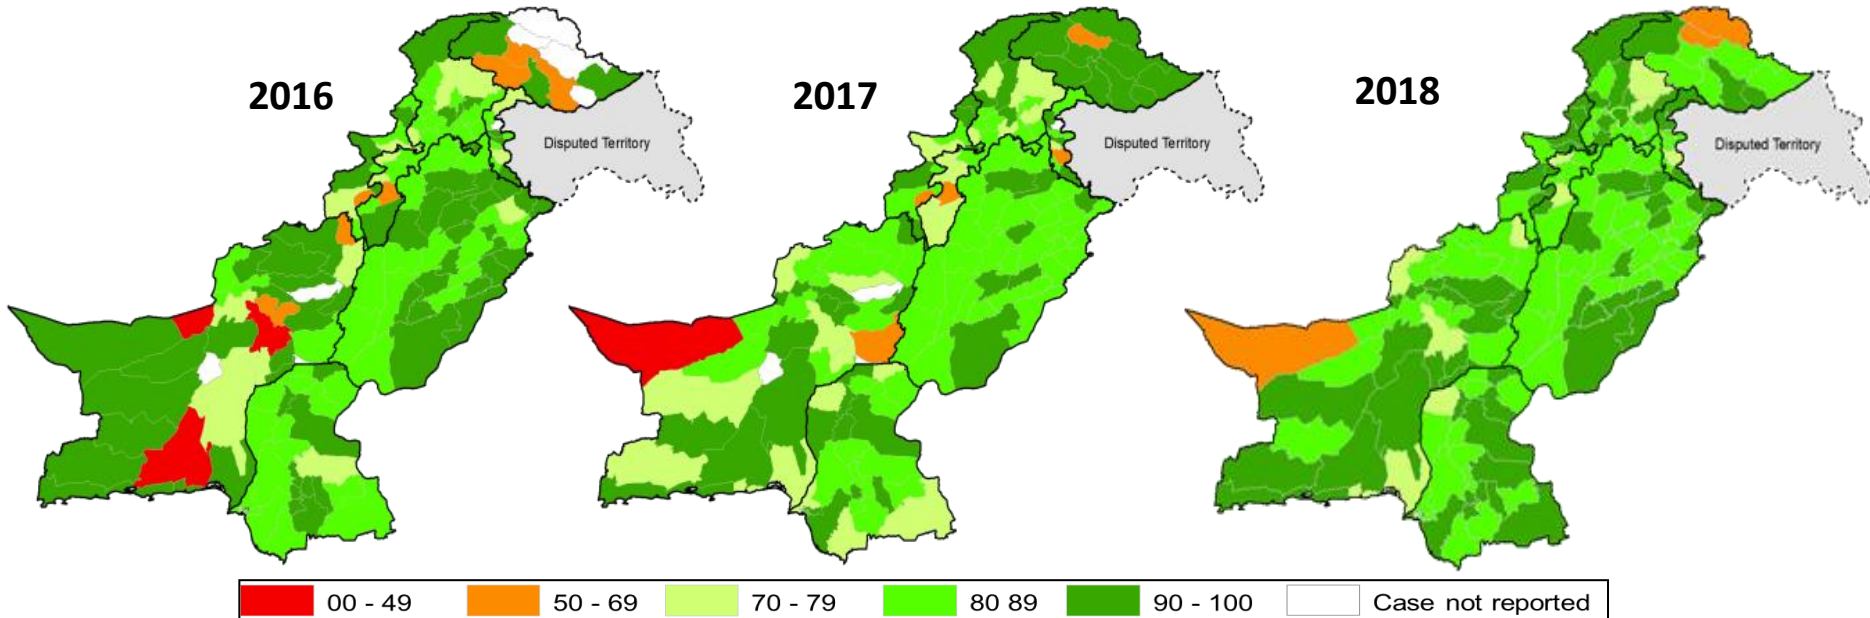 2016
2017
2018
Disputed Territory
Disputed Territory
Disputed Territory
00 - 49
50 - 69
70 - 79
80 89
90 - 100
Case not reported